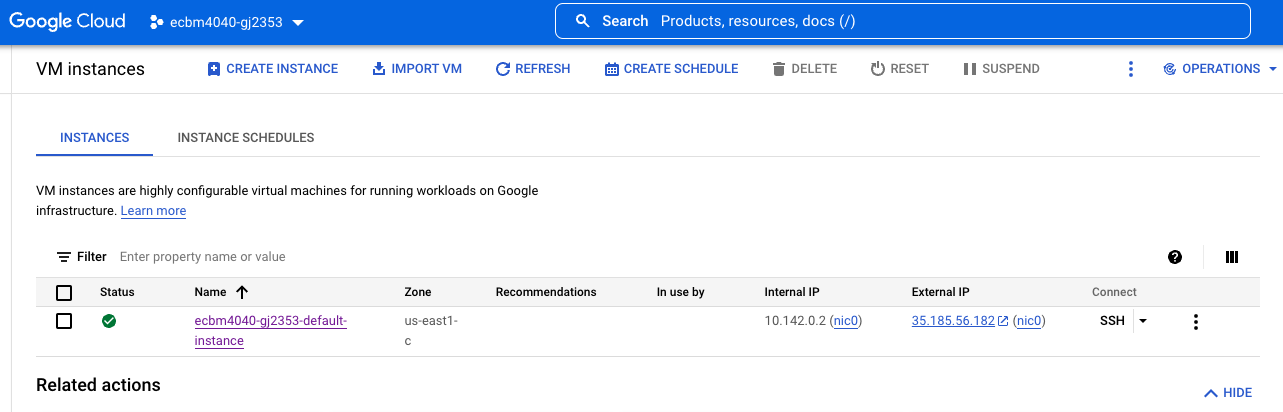 Google Cloud ecbm4040-gj2353 Search Products, resources, docs (/)
VM instances CREATE INSTANCE IMPORT VM REFRESH CREATE SCHEDULE DELETE RESET SUSPEND OPERATIONS
INSTANCES INSTANCE SCHEDULES
VM instances are highly configurable virtual machines for running workloads on Google
infrastructure. Learn more
Filter Enter property name or value
Status Name Zone Recommendations In use by Internal IP External IP Connect
ecbm4040-gj2353-default- us-east1- 10.142.0.2 (nic0) 35.185.56.182 (nic0) SSH
instance c
Related actions
HIDE